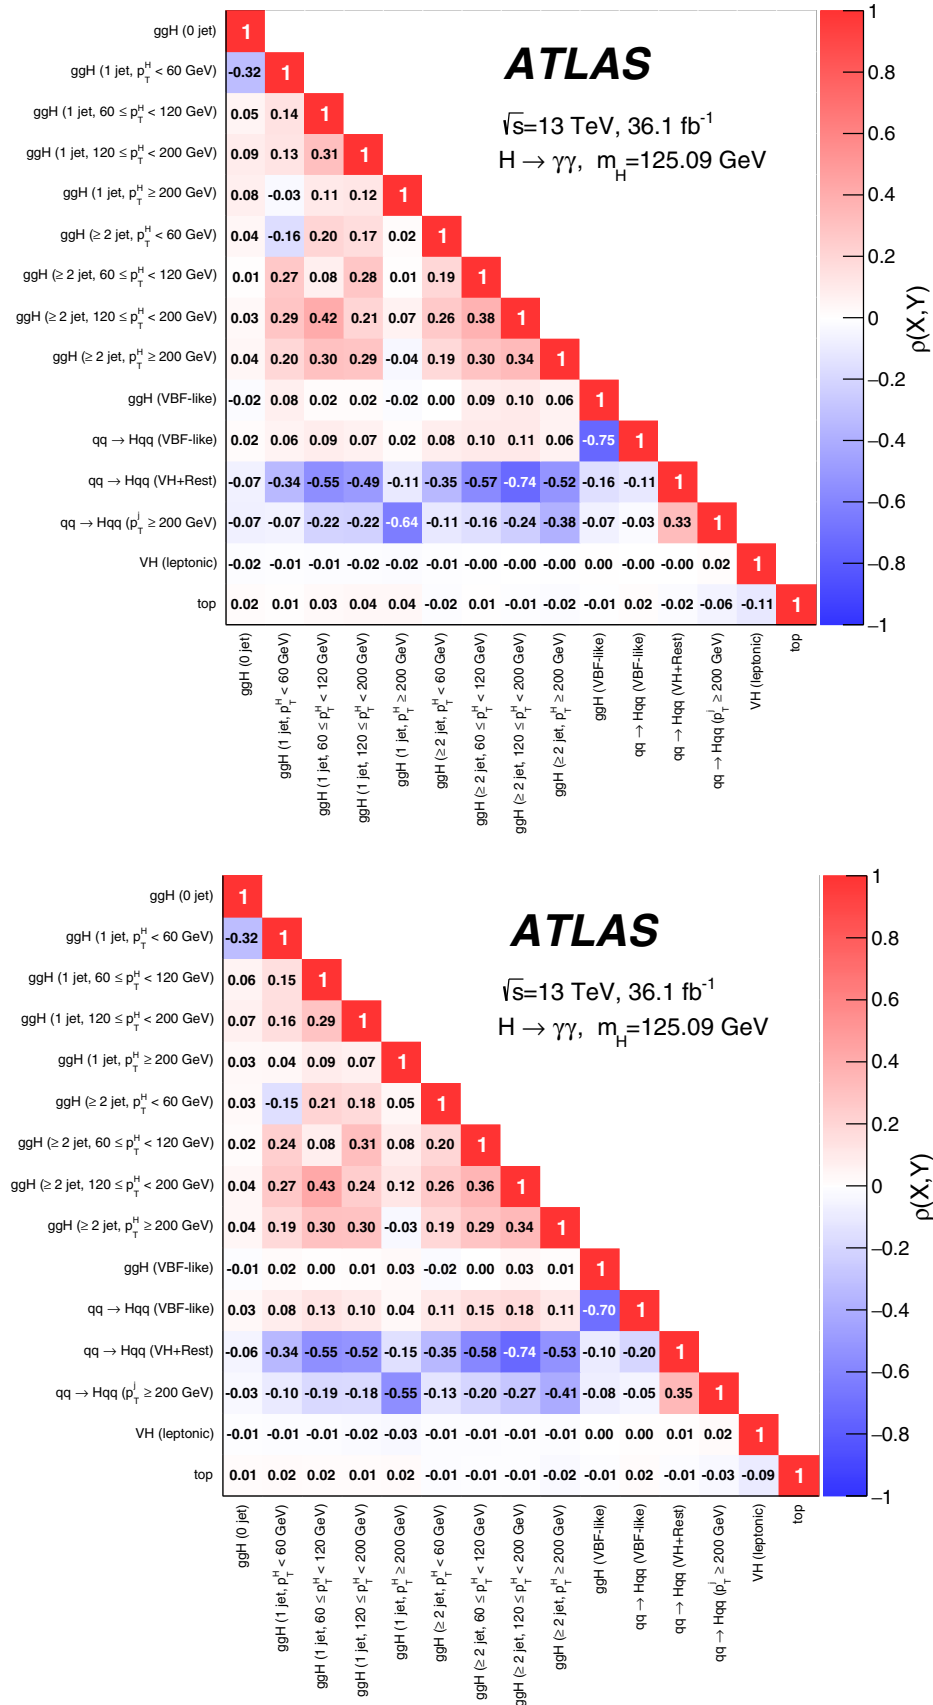 ATLAS
√s=13 TeV, 36.1 fb⁻¹
H → γγ, m_H=125.09 GeV
ggH (0 jet) 1
ggH (1 jet, p_T^H < 60 GeV) -0.32 1
ggH (1 jet, 60 ≤ p_T^H < 120 GeV) 0.05 0.14 1
ggH (1 jet, 120 ≤ p_T^H < 200 GeV) 0.09 0.13 0.31 1
ggH (1 jet, p_T^H ≥ 200 GeV) 0.08 -0.03 0.11 0.12 1
ggH (≥ 2 jet, p_T^H < 60 GeV) 0.04 -0.16 0.20 0.17 0.02 1
ggH (≥ 2 jet, 60 ≤ p_T^H < 120 GeV) 0.01 0.27 0.08 0.28 0.01 0.19 1
ggH (≥ 2 jet, 120 ≤ p_T^H < 200 GeV) 0.03 0.29 0.42 0.21 0.07 0.26 0.38 1
ggH (≥ 2 jet, p_T^H ≥ 200 GeV) 0.04 0.20 0.30 0.29 -0.04 0.19 0.30 0.34 1
ggH (VBF-like) -0.02 0.08 0.02 0.02 -0.02 0.00 0.09 0.10 0.06 1
qq → Hqq (VBF-like) 0.02 0.06 0.09 0.07 0.02 0.08 0.10 0.11 0.06 -0.75 1
qq → Hqq (VH+Rest) -0.07 -0.34 -0.55 -0.49 -0.11 -0.35 -0.57 -0.74 -0.52 -0.16 -0.11 1
qq → Hqq (p_T^j ≥ 200 GeV) -0.07 -0.07 -0.22 -0.22 -0.64 -0.11 -0.16 -0.24 -0.38 -0.07 -0.03 0.33 1
VH (leptonic) -0.02 -0.01 -0.01 -0.02 -0.02 -0.01 -0.00 -0.00 -0.00 0.00 -0.00 -0.00 0.02 1
top 0.02 0.01 0.03 0.04 0.04 -0.02 0.01 -0.01 -0.02 -0.01 0.02 -0.02 -0.06 -0.11 1
ggH (0 jet)
ggH (1 jet, p_T^H < 60 GeV)
ggH (1 jet, 60 ≤ p_T^H < 120 GeV)
ggH (1 jet, 120 ≤ p_T^H < 200 GeV)
ggH (1 jet, p_T^H ≥ 200 GeV)
ggH (≥ 2 jet, p_T^H < 60 GeV)
ggH (≥ 2 jet, 60 ≤ p_T^H < 120 GeV)
ggH (≥ 2 jet, 120 ≤ p_T^H < 200 GeV)
ggH (≥ 2 jet, p_T^H ≥ 200 GeV)
ggH (VBF-like)
qq → Hqq (VBF-like)
qq → Hqq (VH+Rest)
qq → Hqq (p_T^j ≥ 200 GeV)
VH (leptonic)
top
1
0.8
0.6
0.4
0.2
0
−0.2
−0.4
−0.6
−0.8
−1
ρ(X,Y)
ATLAS
√s=13 TeV, 36.1 fb⁻¹
H → γγ, m_H=125.09 GeV
ggH (0 jet) 1
ggH (1 jet, p_T^H < 60 GeV) -0.32 1
ggH (1 jet, 60 ≤ p_T^H < 120 GeV) 0.06 0.15 1
ggH (1 jet, 120 ≤ p_T^H < 200 GeV) 0.07 0.16 0.29 1
ggH (1 jet, p_T^H ≥ 200 GeV) 0.03 0.04 0.09 0.07 1
ggH (≥ 2 jet, p_T^H < 60 GeV) 0.03 -0.15 0.21 0.18 0.05 1
ggH (≥ 2 jet, 60 ≤ p_T^H < 120 GeV) 0.02 0.24 0.08 0.31 0.08 0.20 1
ggH (≥ 2 jet, 120 ≤ p_T^H < 200 GeV) 0.04 0.27 0.43 0.24 0.12 0.26 0.36 1
ggH (≥ 2 jet, p_T^H ≥ 200 GeV) 0.04 0.19 0.30 0.30 -0.03 0.19 0.29 0.34 1
ggH (VBF-like) -0.01 0.02 0.00 0.01 0.03 -0.02 0.00 0.03 0.01 1
qq → Hqq (VBF-like) 0.03 0.08 0.13 0.10 0.04 0.11 0.15 0.18 0.11 -0.70 1
qq → Hqq (VH+Rest) -0.06 -0.34 -0.55 -0.52 -0.15 -0.35 -0.58 -0.74 -0.53 -0.10 -0.20 1
qq → Hqq (p_T^j ≥ 200 GeV) -0.03 -0.10 -0.19 -0.18 -0.55 -0.13 -0.20 -0.27 -0.41 -0.08 -0.05 0.35 1
VH (leptonic) -0.01 -0.01 -0.01 -0.02 -0.03 -0.01 -0.01 -0.01 -0.01 0.00 0.00 0.01 0.02 1
top 0.01 0.02 0.02 0.01 0.02 -0.01 -0.01 -0.01 -0.02 -0.01 0.02 -0.01 -0.03 -0.09 1
ggH (0 jet)
ggH (1 jet, p_T^H < 60 GeV)
ggH (1 jet, 60 ≤ p_T^H < 120 GeV)
ggH (1 jet, 120 ≤ p_T^H < 200 GeV)
ggH (1 jet, p_T^H ≥ 200 GeV)
ggH (≥ 2 jet, p_T^H < 60 GeV)
ggH (≥ 2 jet, 60 ≤ p_T^H < 120 GeV)
ggH (≥ 2 jet, 120 ≤ p_T^H < 200 GeV)
ggH (≥ 2 jet, p_T^H ≥ 200 GeV)
ggH (VBF-like)
qq → Hqq (VBF-like)
qq → Hqq (VH+Rest)
qq → Hqq (p_T^j ≥ 200 GeV)
VH (leptonic)
top
1
0.8
0.6
0.4
0.2
0
−0.2
−0.4
−0.6
−0.8
−1
ρ(X,Y)